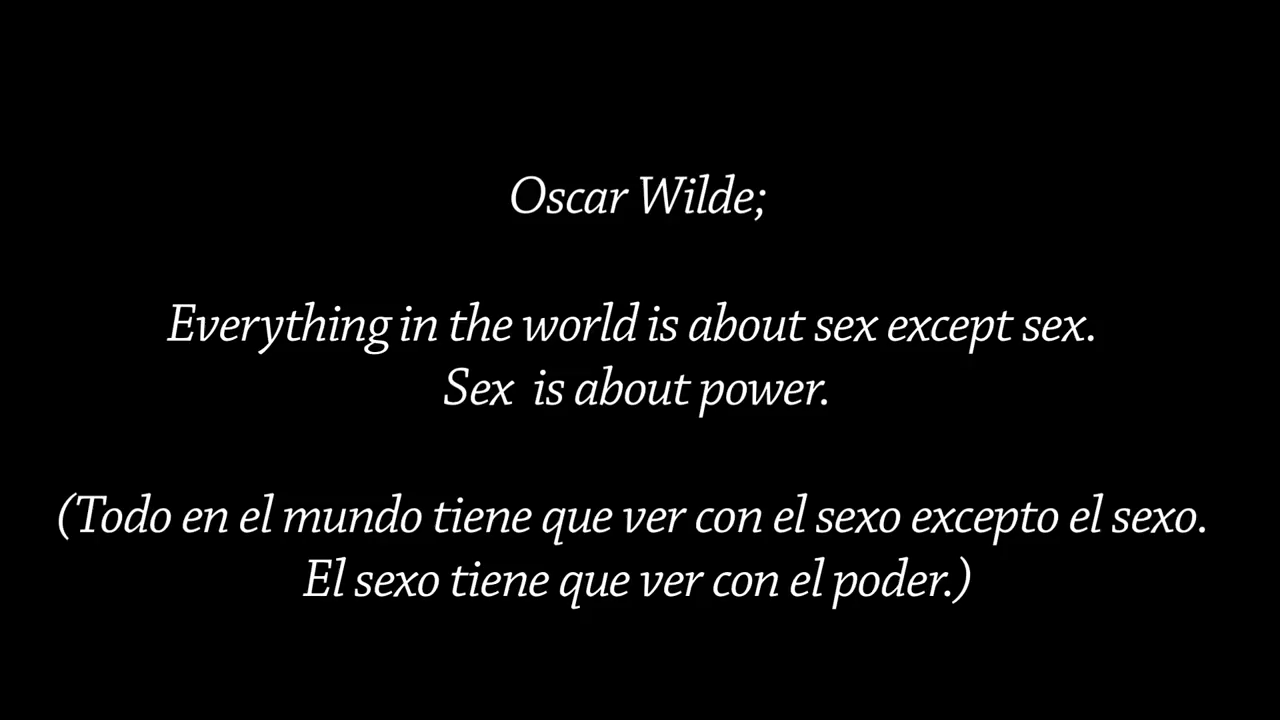 Oscar Wilde;
Everything in the world is about sex except sex.
Sex  is about power.
(Todo en el mundo tiene que ver con el sexo excepto el sexo.
El sexo tiene que ver con el poder.)